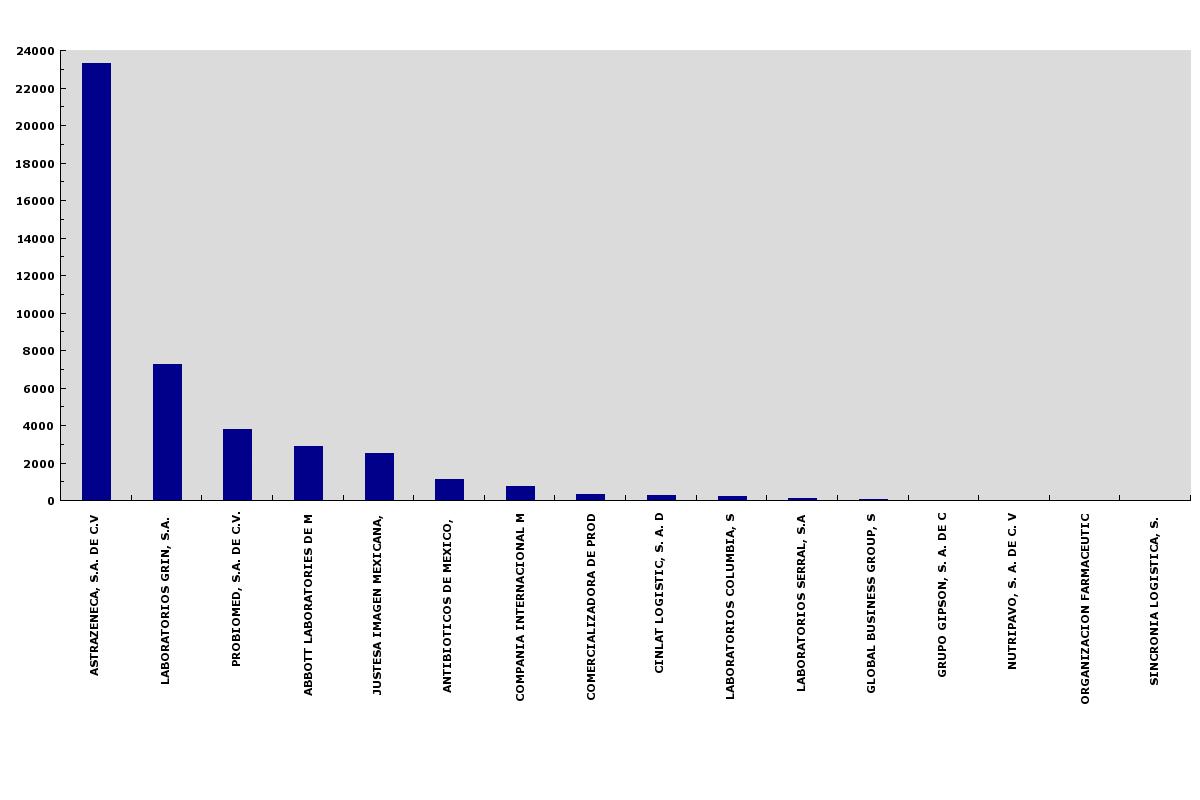 24000
22000
20000
18000
16000
14000
12000
10000
8000
6000
4000
2000
0
ASTRAZENECA, S.A. DE C.V
LABORATORIOS GRIN, S.A.
PROBIOMED, S.A. DE C.V.
ABBOTT LABORATORIES DE M
JUSTESA IMAGEN MEXICANA,
ANTIBIOTICOS DE MEXICO,
COMPANIA INTERNACIONAL M
COMERCIALIZADORA DE PROD
CINLAT LOGISTIC, S. A. D
LABORATORIOS COLUMBIA, S
LABORATORIOS SERRAL, S.A
GLOBAL BUSINESS GROUP, S
GRUPO GIPSON, S. A. DE C
NUTRIPAVO, S. A. DE C. V
ORGANIZACION FARMACEUTIC
SINCRONIA LOGISTICA, S.